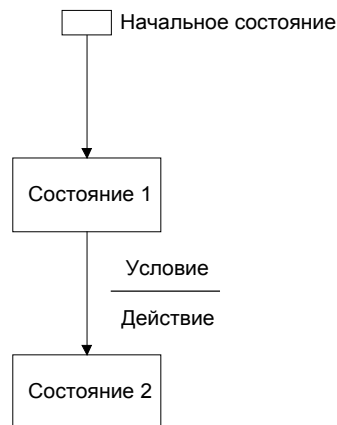 Начальное состояние
Состояние 1
Условие
Действие
Состояние 2